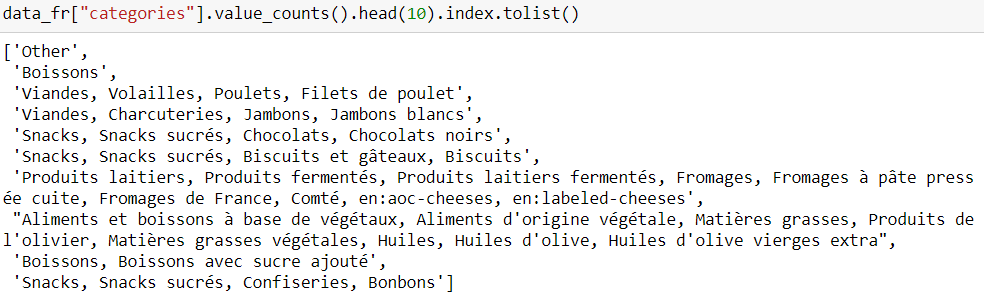 data_fr["categories"].value_counts().head(10).index.tolist()
['Other',
 'Boissons',
 'Viandes, Volailles, Poulets, Filets de poulet',
 'Viandes, Charcuteries, Jambons, Jambons blancs',
 'Snacks, Snacks sucrés, Chocolats, Chocolats noirs',
 'Snacks, Snacks sucrés, Biscuits et gâteaux, Biscuits',
 'Produits laitiers, Produits fermentés, Produits laitiers fermentés, Fromages, Fromages à pâte press
ée cuite, Fromages de France, Comté, en:aoc-cheeses, en:labeled-cheeses',
 "Aliments et boissons à base de végétaux, Aliments d'origine végétale, Matières grasses, Produits de
l'olivier, Matières grasses végétales, Huiles, Huiles d'olive, Huiles d'olive vierges extra",
 'Boissons, Boissons avec sucre ajouté',
 'Snacks, Snacks sucrés, Confiseries, Bonbons']